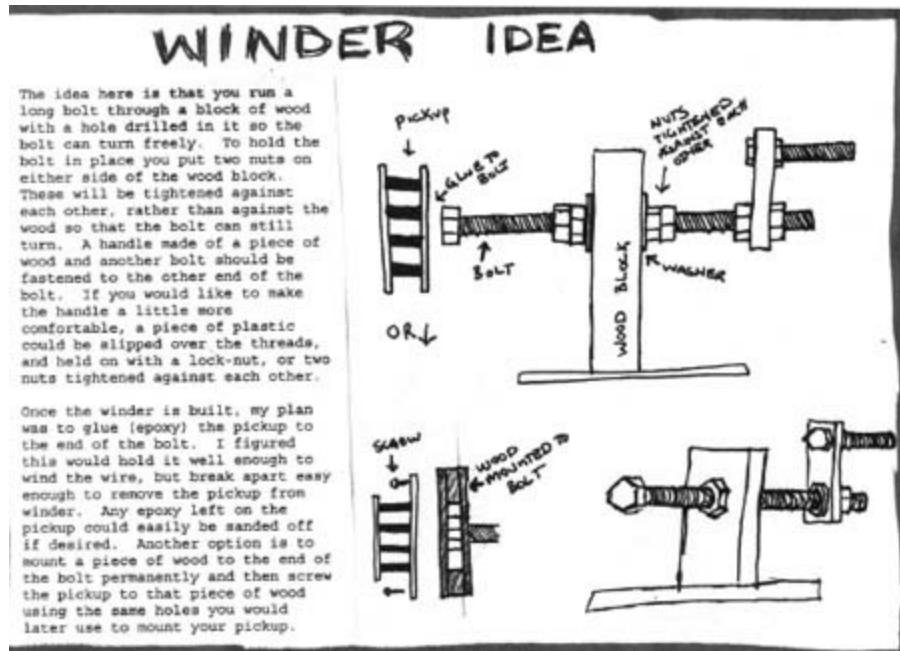 WINDER IDEA
The idea here is that you run a
long bolt through a block of wood
with a hole drilled in it so the
bolt can turn freely. To hold the
bolt in place you put two nuts on
either side of the wood block.
These will be tightened against
each other, rather than against the
wood so that the bolt can still
turn. A handle made of a piece of
wood and another bolt should be
fastened to the other end of the
bolt. If you would like to make
the handle a little more
comfortable, a piece of plastic
could be slipped over the threads,
and held on with a lock-nut, or two
nuts tightened against each other.
Once the winder is built, my plan
was to glue (epoxy) the pickup to
the end of the bolt. I figured
this would hold it well enough to
wind the wire, but break apart easy
enough to remove the pickup from
winder. Any epoxy left on the
pickup could easily be sanded off
if desired. Another option is to
mount a piece of wood to the end of
the bolt permanently and then screw
the pickup to that piece of wood
using the same holes you would
later use to mount your pickup.
PICKUP
GLUE TO
BOLT
BOLT
NUTS
TIGHTENED
AGAINST EACH
OTHER
WASHER
WOOD BLOCK
OR
SCREW
WOOD
MOUNTED TO
BOLT